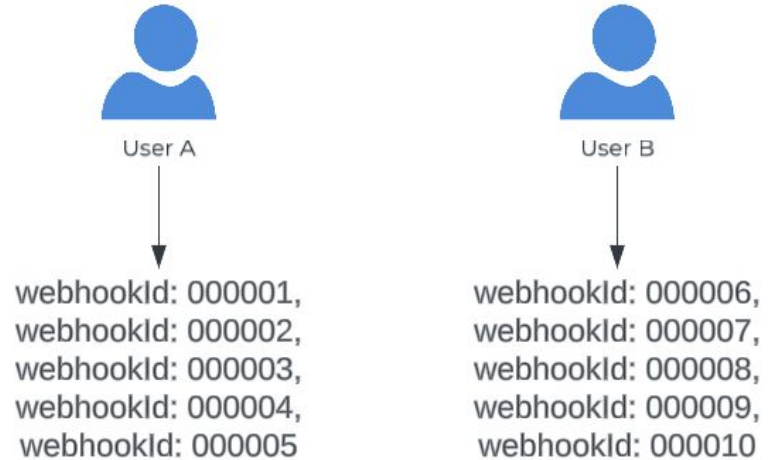 User A
webhookId: 000001,
webhookId: 000002,
webhookId: 000003,
webhookId: 000004,
webhookId: 000005
User B
webhookId: 000006,
webhookId: 000007,
webhookId: 000008,
webhookId: 000009,
webhookId: 000010